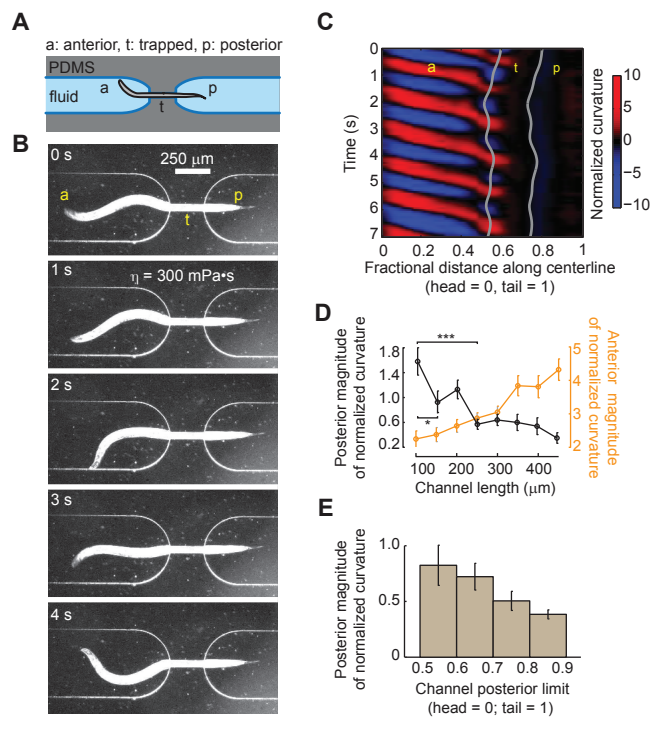 A
a: anterior, t: trapped, p: posterior
PDMS
fluid
a
p
t
B
0 s
250 μm
a
p
t
1 s
η = 300 mPa•s
2 s
3 s
4 s
C
a
t
p
0
1
2
3
4
5
6
7
Time (s)
0
0.2
0.4
0.6
0.8
1
Fractional distance along centerline
(head = 0, tail = 1)
10
5
0
−5
−10
Normalized curvature
D
***
*
1.8
1.4
1.0
0.6
0.2
Posterior magnitude
of normalized curvature
5
4
3
2
Anterior magnitude
of normalized curvature
100
200
300
400
Channel length (μm)
E
1.0
0.5
0
Posterior magnitude
of normalized curvature
0.5
0.6
0.7
0.8
0.9
Channel posterior limit
(head = 0; tail = 1)